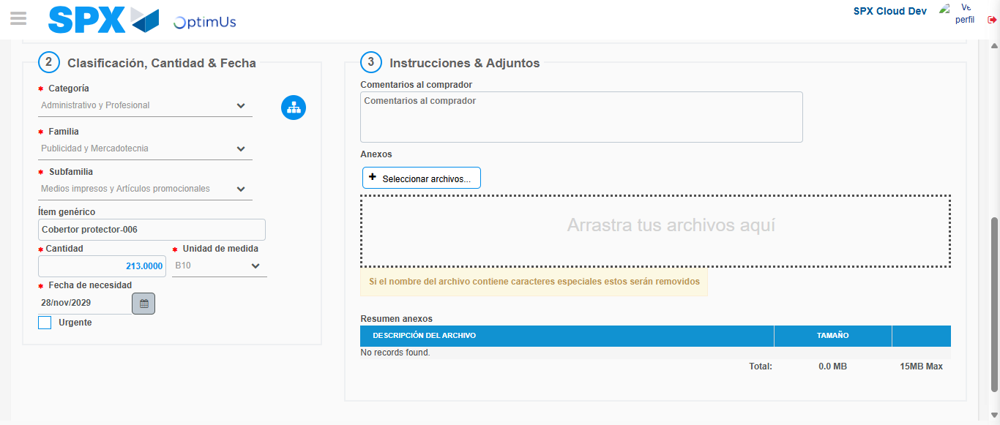 SPX
OptimUs
SPX Cloud Dev
perfil
2
Clasificación, Cantidad & Fecha
* Categoría
Administrativo y Profesional
* Familia
Publicidad y Mercadotecnia
* Subfamilia
Medios impresos y Artículos promocionales
Ítem genérico
Cobertor protector-006
* Cantidad
* Unidad de medida
213.0000
B10
* Fecha de necesidad
28/nov/2029
Urgente
3
Instrucciones & Adjuntos
Comentarios al comprador
Comentarios al comprador
Anexos
+ Seleccionar archivos...
Arrastra tus archivos aquí
Si el nombre del archivo contiene caracteres especiales estos serán removidos
Resumen anexos
DESCRIPCIÓN DEL ARCHIVO
TAMAÑO
No records found.
Total:
0.0 MB
15MB Max